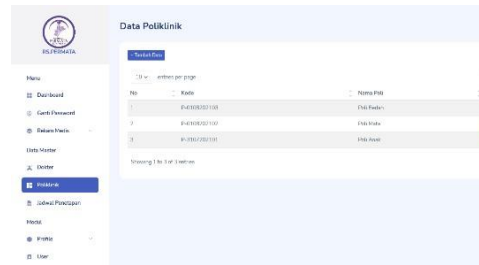 Data Poliklinik
RS.PERMATA
+ Tambah Data
Menu
10 entries per page
Dashboard
No Kode Nama Poli
Ganti Password
1 Poli
Rekam Medis
2 Poli Mata
Data Master
3 Poli Anak
Dokter
Showing 1 to 3 of 3 entries
Poliklinik
Jadwal Penetapan
Modul
Profile
User